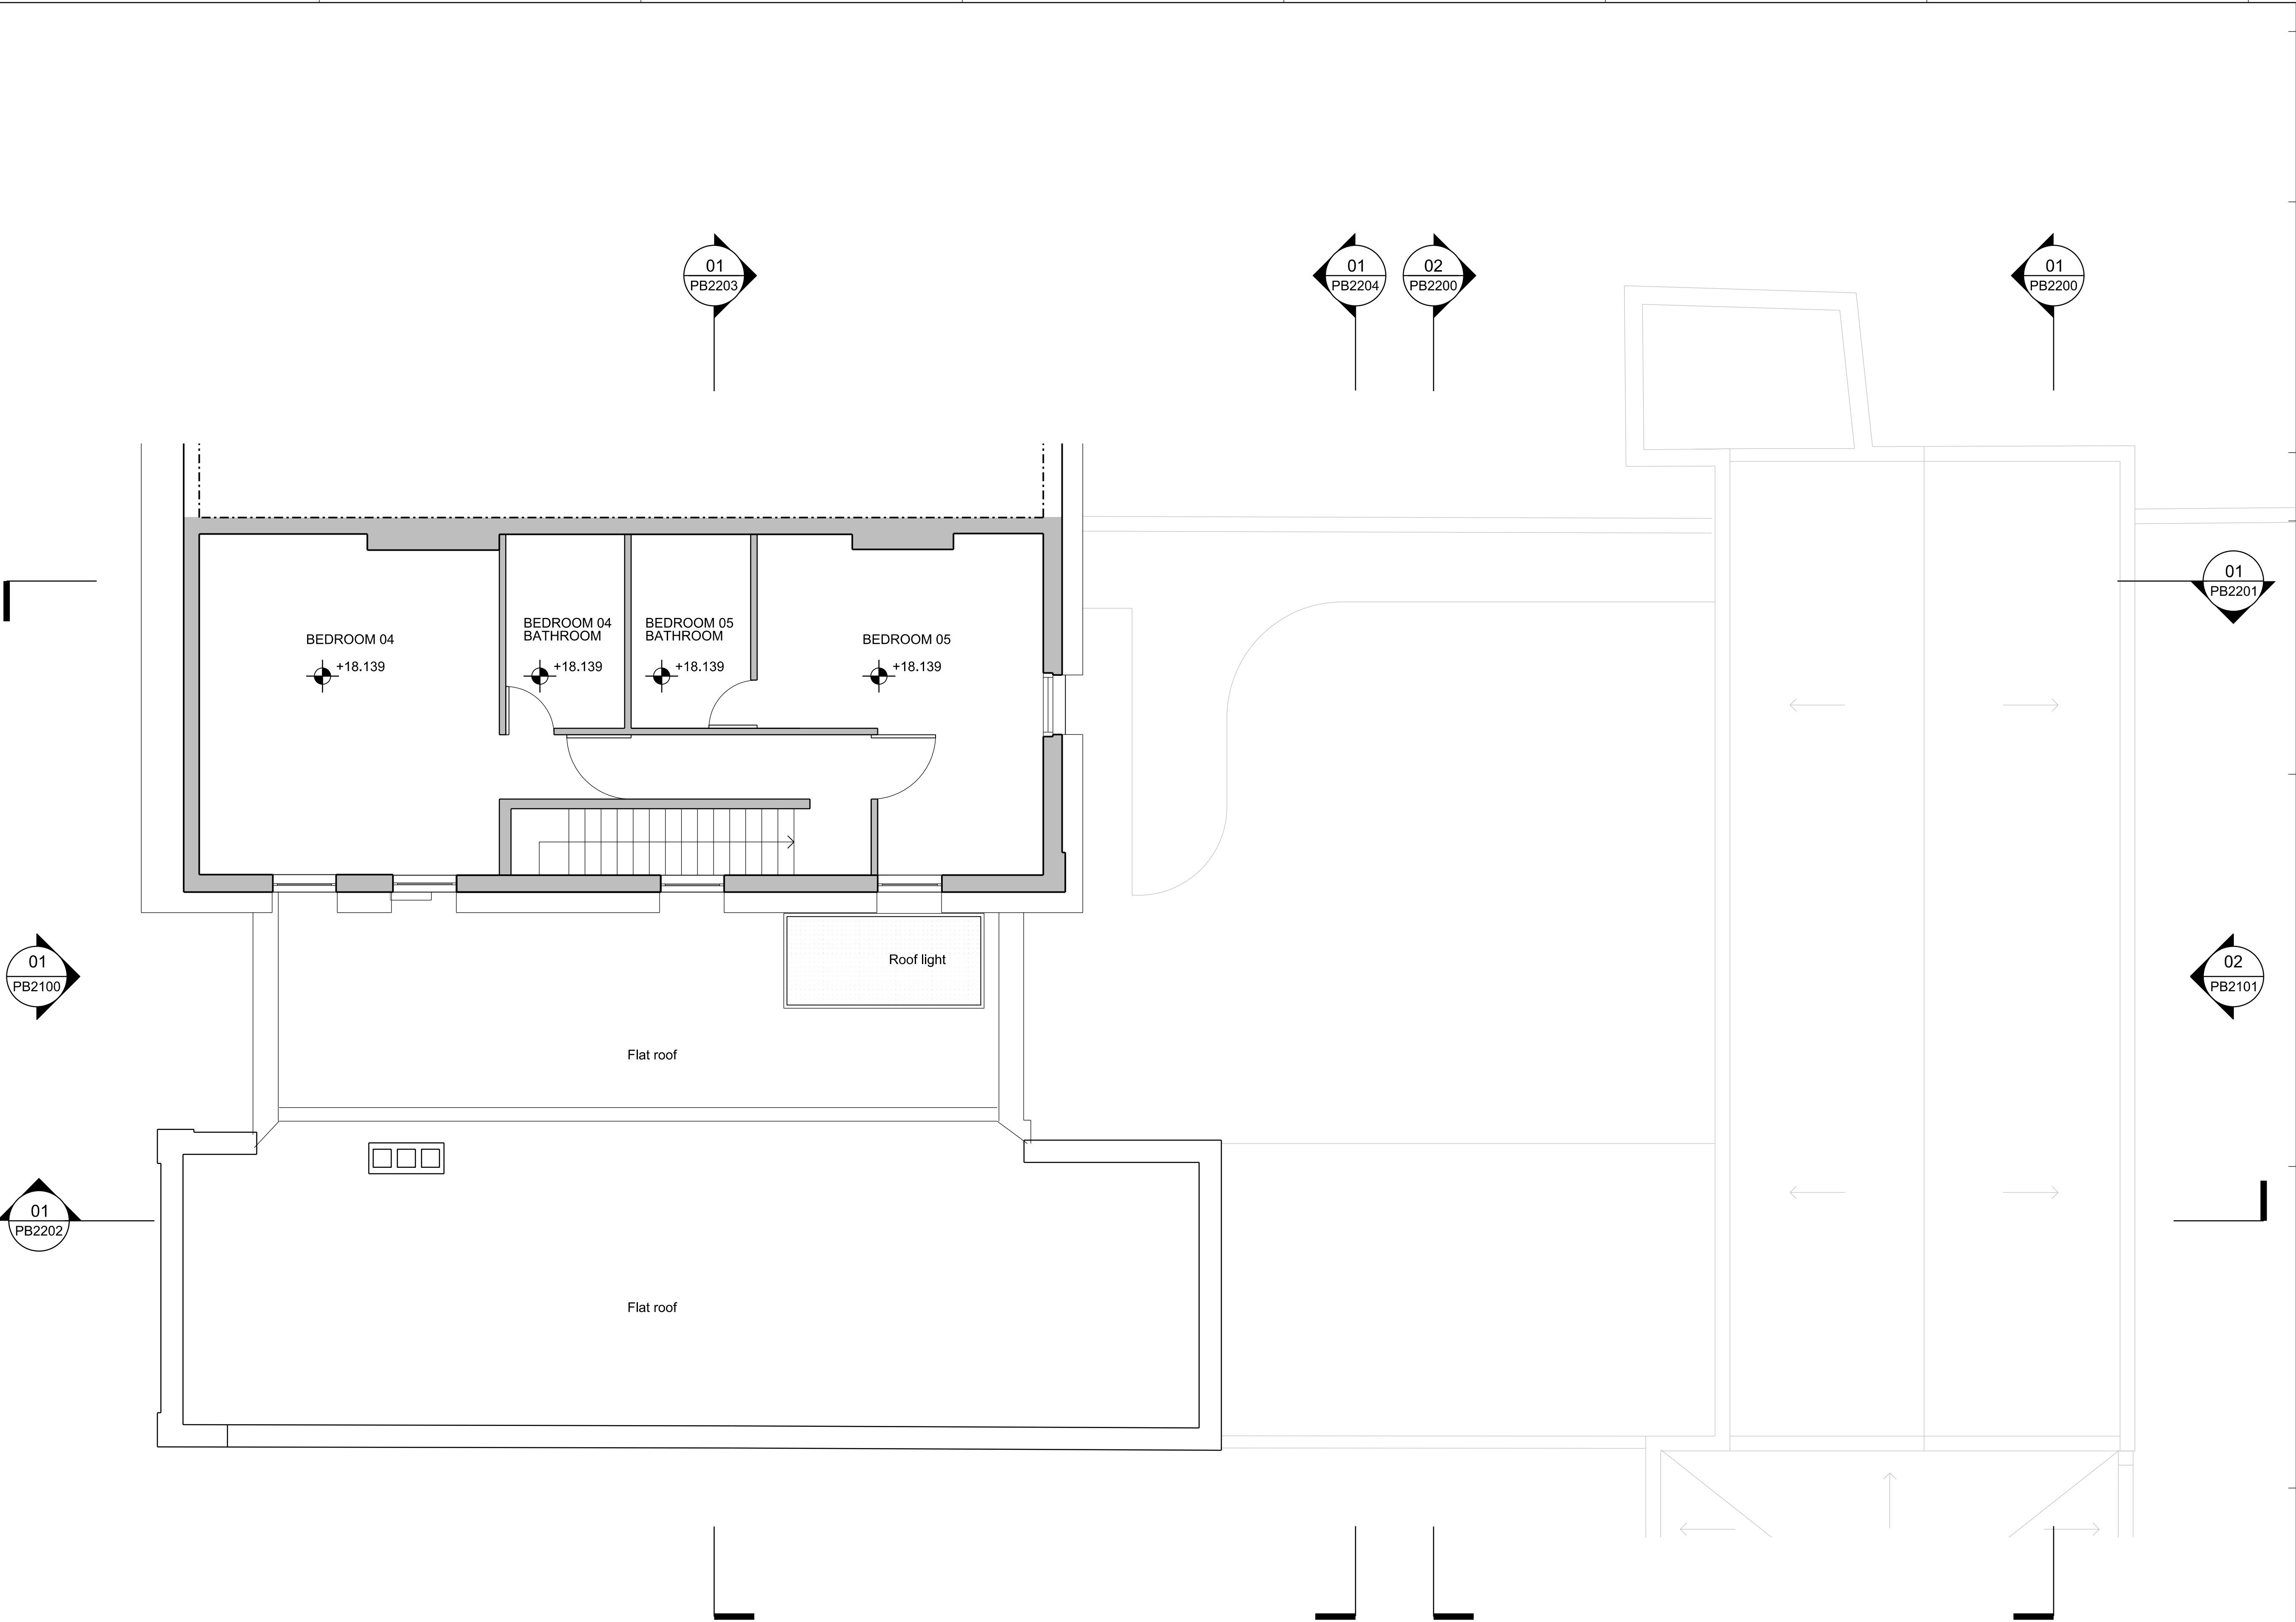 01
PB2203
01
PB2204
02
PB2200
01
PB2200
01
PB2201
BEDROOM 04
+18.139
BEDROOM 04
BATHROOM
+18.139
BEDROOM 05
BATHROOM
+18.139
BEDROOM 05
+18.139
01
PB2100
Roof light
02
PB2101
Flat roof
01
PB2202
Flat roof